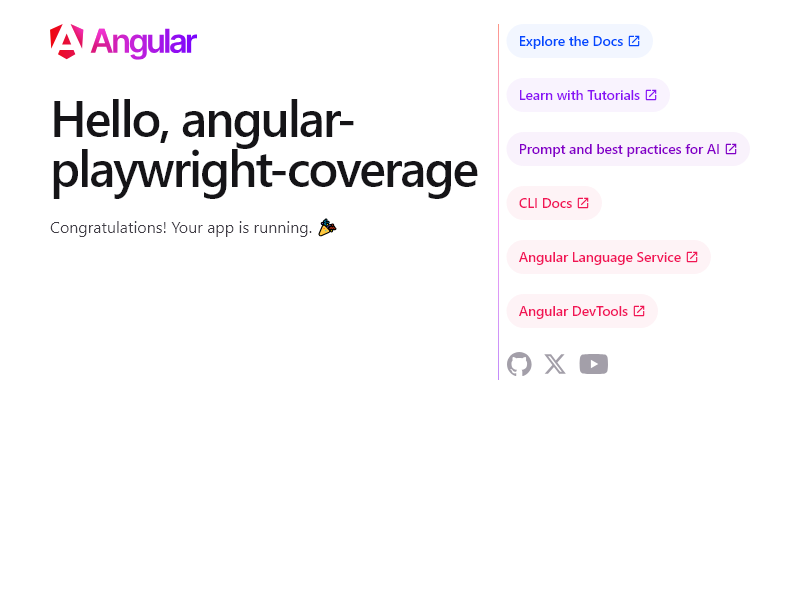 Angular
Hello, angular-
playwright-coverage
Congratulations! Your app is running. 🎉
Explore the Docs
Learn with Tutorials
Prompt and best practices for AI
CLI Docs
Angular Language Service
Angular DevTools